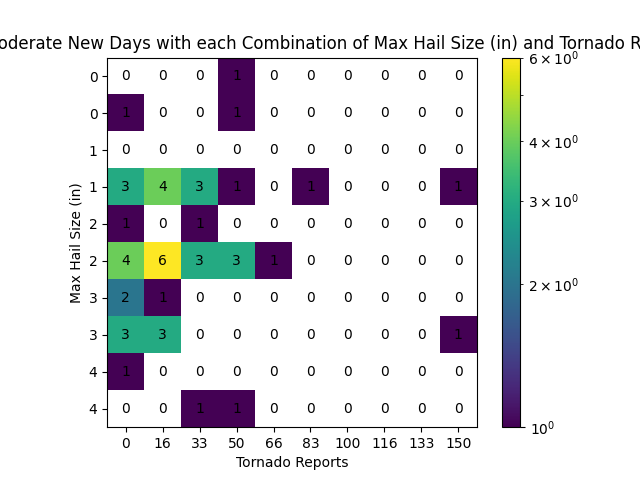 oderate New Days with each Combination of Max Hail Size (in) and Tornado R
0 0 0 0 1 0 0 0 0 0 0
0 1 0 0 1 0 0 0 0 0 0
1 0 0 0 0 0 0 0 0 0 0
1 3 4 3 1 0 1 0 0 0 1
2 1 0 1 0 0 0 0 0 0 0
2 4 6 3 3 1 0 0 0 0 0
3 2 1 0 0 0 0 0 0 0 0
3 3 3 0 0 0 0 0 0 0 1
4 1 0 0 0 0 0 0 0 0 0
4 0 0 1 1 0 0 0 0 0 0
0 16 33 50 66 83 100 116 133 150
Tornado Reports
Max Hail Size (in)
6 × 10⁰
4 × 10⁰
3 × 10⁰
2 × 10⁰
10⁰